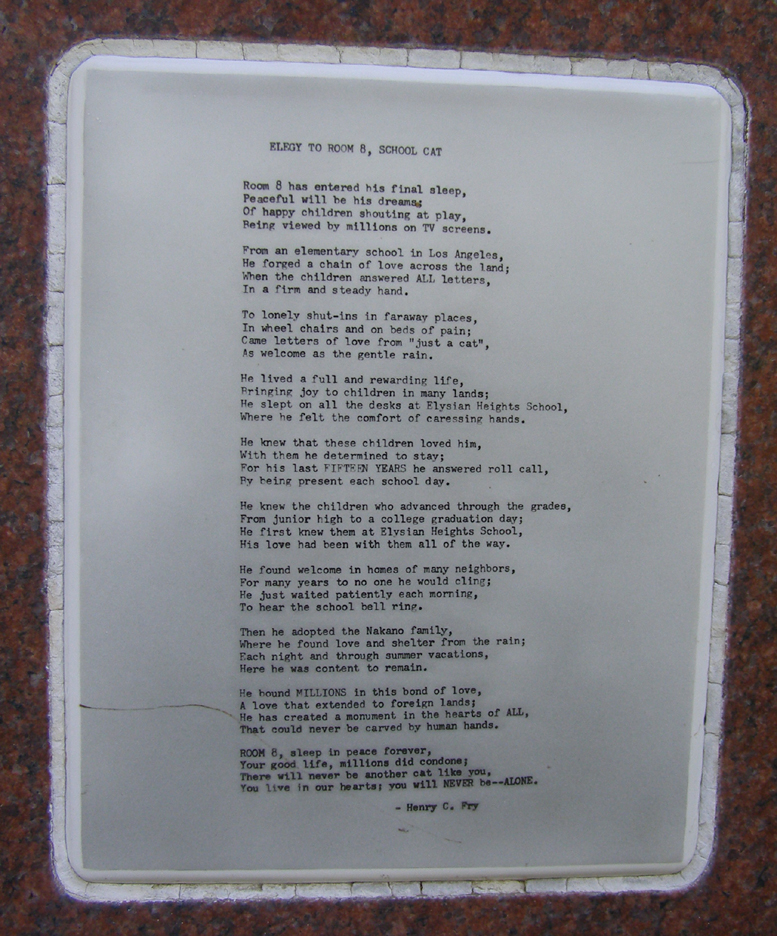 ELEGY TO ROOM 8, SCHOOL CAT
Room 8 has entered his final sleep,
Peaceful will be his dreams;
Of happy children shouting at play,
Being viewed by millions on TV screens.
From an elementary school in Los Angeles,
He forged a chain of love across the land;
When the children answered ALL letters,
In a firm and steady hand.
To lonely shut-ins in faraway places,
In wheel chairs and on beds of pain;
Came letters of love from "just a cat",
As welcome as the gentle rain.
He lived a full and rewarding life,
Bringing joy to children in many lands;
He slept on all the desks at Elysian Heights School,
Where he felt the comfort of caressing hands.
He knew that these children loved him,
With them he determined to stay;
For his last FIFTEEN YEARS he answered roll call,
By being present each school day.
He knew the children who advanced through the grades,
From junior high to a college graduation day;
He first knew them at Elysian Heights School,
His love had been with them all of the way.
He found welcome in homes of many neighbors,
For many years to no one he would cling;
He just waited patiently each morning,
To hear the school bell ring.
Then he adopted the Nakano family,
Where he found love and shelter from the rain;
Each night and through summer vacations,
Here he was content to remain.
He bound MILLIONS in this bond of love,
A love that extended to foreign lands;
He has created a monument in the hearts of ALL,
That could never be carved by human hands.
ROOM 8, sleep in peace forever,
Your good life, millions did condone;
There will never be another cat like you,
You live in our hearts; you will NEVER be--ALONE.
- Henry C. Fry